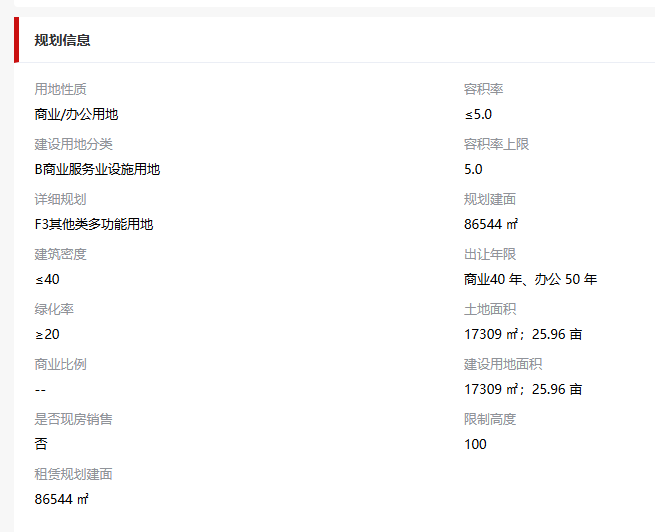 规划信息
用地性质
商业/办公用地
容积率
≤5.0
建设用地分类
B商业服务业设施用地
容积率上限
5.0
详细规划
F3其他类多功能用地
规划建面
86544 ㎡
建筑密度
≤40
出让年限
商业40 年、办公 50 年
绿化率
≥20
土地面积
17309 ㎡；25.96 亩
商业比例
--
建设用地面积
17309 ㎡；25.96 亩
是否现房销售
否
限制高度
100
租赁规划建面
86544 ㎡